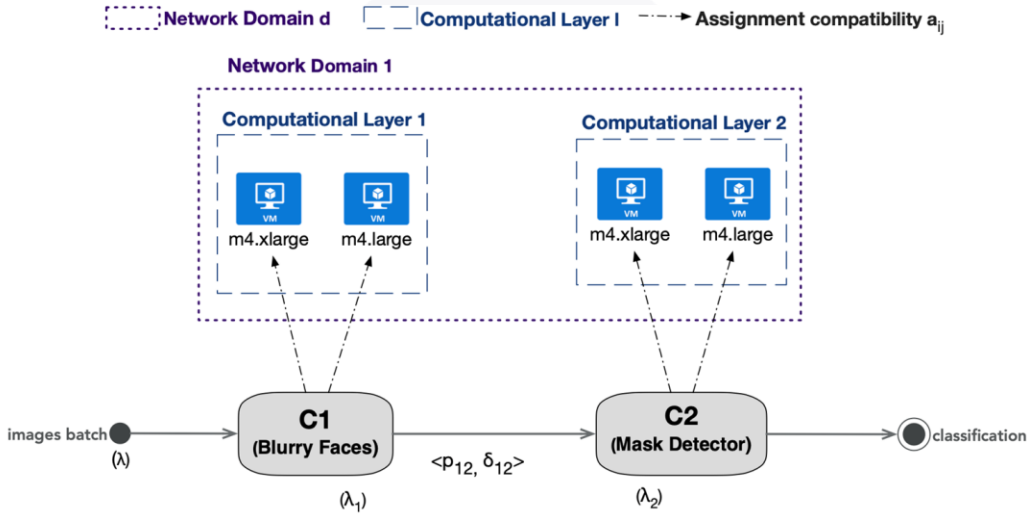 Network Domain d
Computational Layer l
Assignment compatibility aij
Network Domain 1
Computational Layer 1
Computational Layer 2
VM
VM
VM
VM
m4.xlarge
m4.large
m4.xlarge
m4.large
images batch
(λ)
C1
(Blurry Faces)
(λ1)
<p12, δ12>
C2
(Mask Detector)
(λ2)
classification